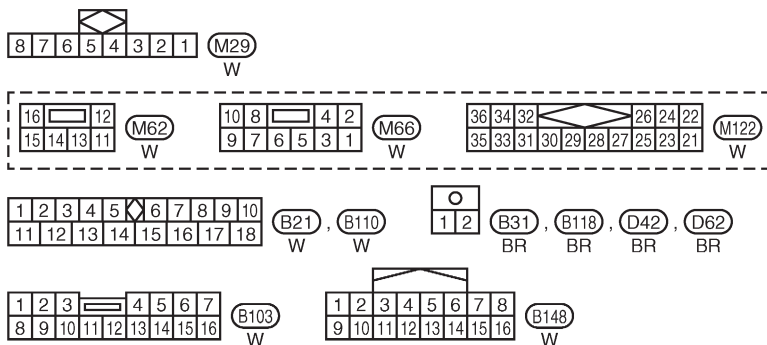 8 7 6 5 4 3 2 1 M29
W
16 12 10 8 4 2 36 34 32 26 24 22
15 14 13 11 M62 9 7 6 5 3 1 M66 35 33 31 30 29 28 27 25 23 21 M122
W W W
1 2 3 4 5 6 7 8 9 10
11 12 13 14 15 16 17 18 B21 , B110 1 2 B31 , B118 , D42 , D62
W W BR BR BR BR
1 2 3 4 5 6 7 1 2 3 4 5 6 7 8
8 9 10 11 12 13 14 15 16 B103 9 10 11 12 13 14 15 16 B148
W W